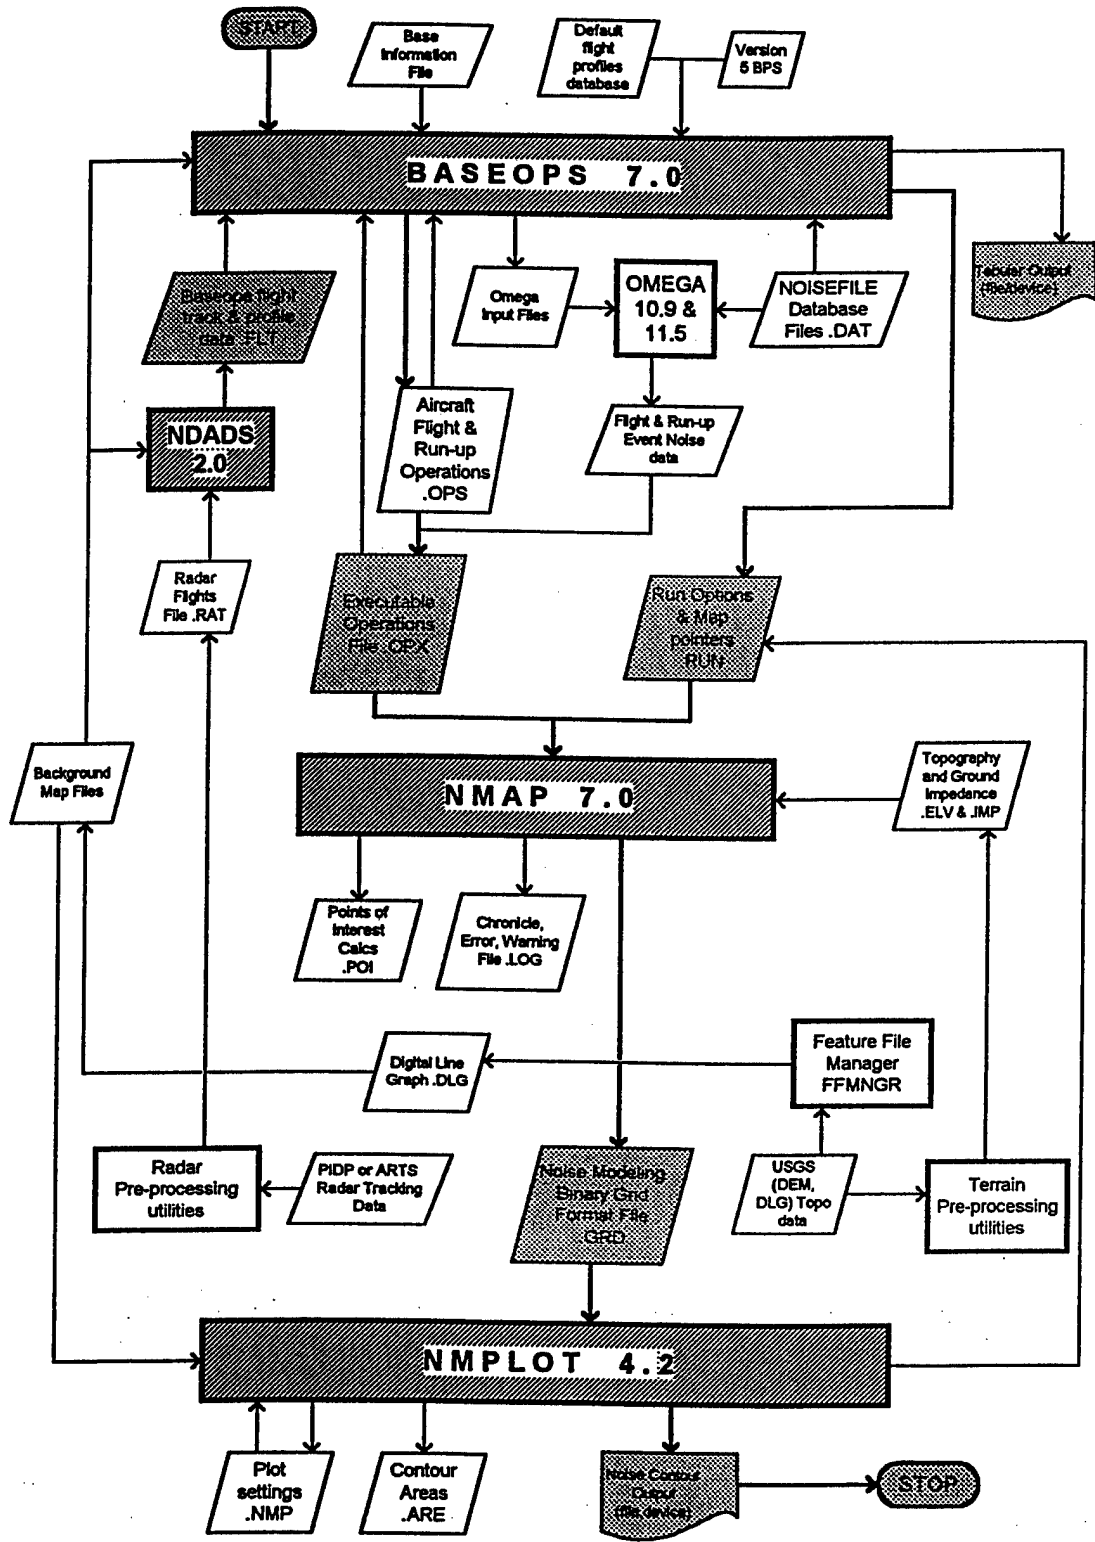 START
Base
Information
File
Default
flight
profiles
database
Version
5 BPS
BASEOPS 7.0
Baseops flight
track & profile
data .FLT
Omega
Input Files
OMEGA
10.9 &
11.5
NOISEFILE
Database
Files .DAT
Tabular Output
(file/device)
NDADS
2.0
Aircraft
Flight &
Run-up
Operations
.OPS
Flight & Run-up
Event Noise
data
Radar
Flights
File .RAT
Executable
Operations
File .OPX
Run Options
& Map
pointers
.RUN
Background
Map Files
NMAP 7.0
Topography
and Ground
Impedance
.ELV & .IMP
Points of
Interest
Calcs
.POI
Chronicle,
Error, Warning
File .LOG
Digital Line
Graph .DLG
Feature File
Manager
FFMNGR
Radar
Pre-processing
utilities
PIDP or ARTS
Radar Tracking
Data
Noise Modeling
Binary Grid
Format File
.GRD
USGS
(DEM,
DLG) Topo
data
Terrain
Pre-processing
utilities
NMPLOT 4.2
Plot
settings
.NMP
Contour
Areas
.ARE
Noise Contour
Output
(file/device)
STOP